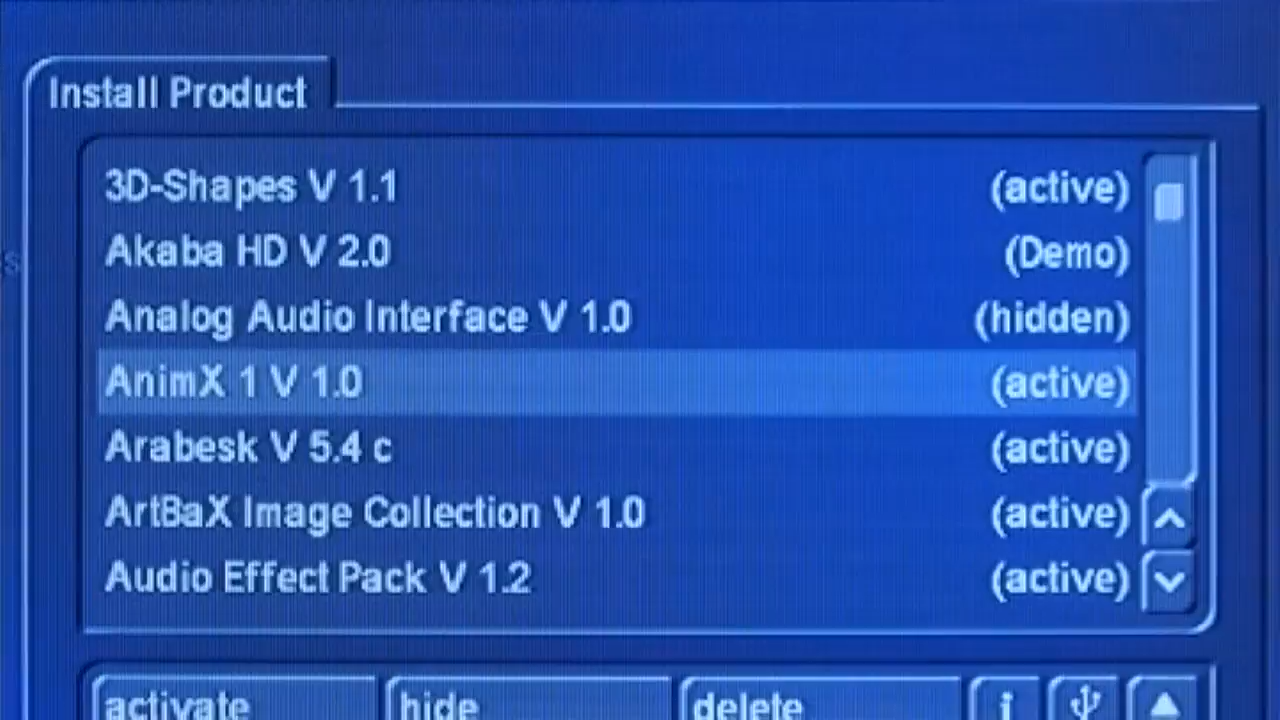 Install Product
3D-Shapes V 1.1 (active)
Akaba HD V 2.0 (Demo)
Analog Audio Interface V 1.0 (hidden)
AnimX 1 V 1.0 (active)
Arabesk V 5.4 c (active)
ArtBaX Image Collection V 1.0 (active)
Audio Effect Pack V 1.2 (active)
activate hide delete i